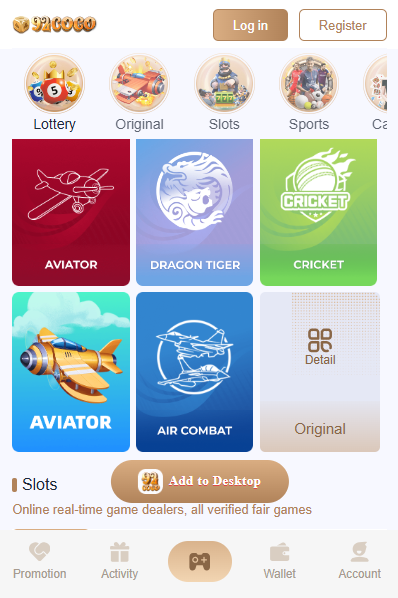 92COCO
Log in
Register
Lottery
Original
Slots
Sports
Ca
AVIATOR
DRAGON TIGER
CRICKET
CRICKET
AVIATOR
AIR COMBAT
Detail
Original
Slots
Add to Desktop
Online real-time game dealers, all verified fair games
Promotion
Activity
Wallet
Account